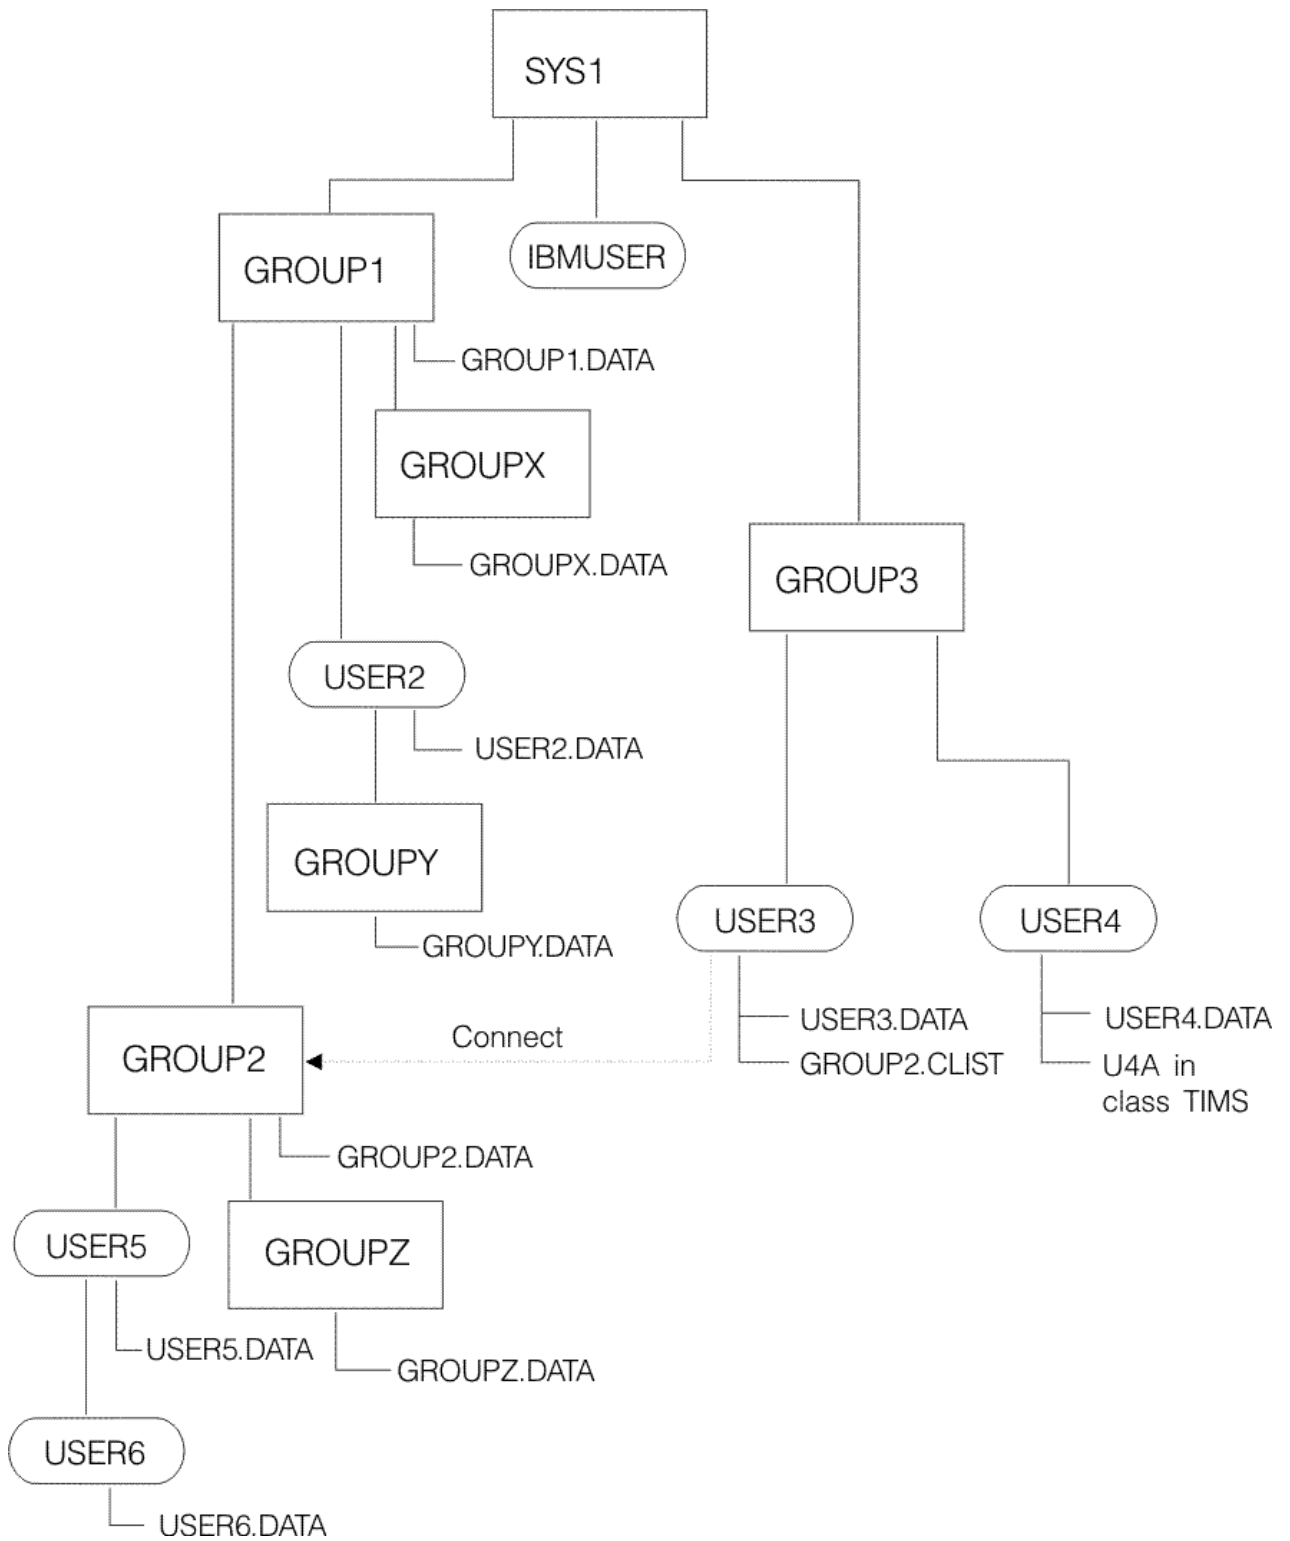 SYS1
GROUP1
IBMUSER
GROUP1.DATA
GROUPX
GROUPX.DATA
GROUP3
USER2
USER2.DATA
GROUPY
GROUPY.DATA
USER3
USER4
USER3.DATA
GROUP2.CLIST
USER4.DATA
U4A in
class TIMS
Connect
GROUP2
GROUP2.DATA
USER5
GROUPZ
USER5.DATA
GROUPZ.DATA
USER6
USER6.DATA